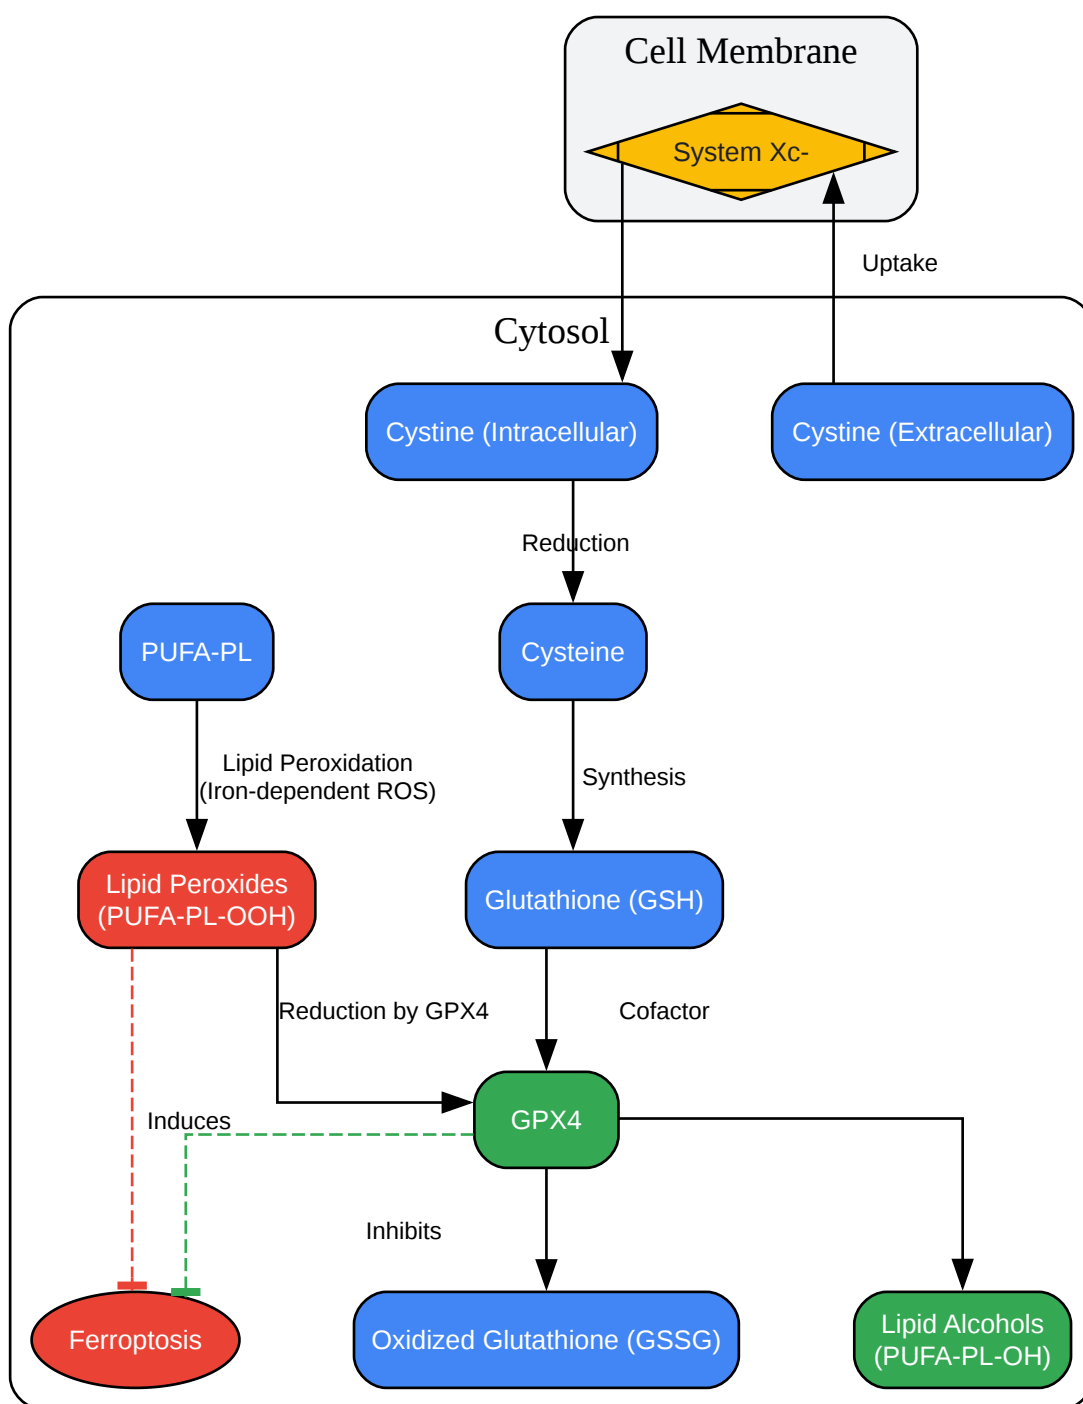 Cell Membrane
System Xc-
Uptake
Cytosol
Cystine (Intracellular)
Cystine (Extracellular)
Reduction
PUFA-PL
Cysteine
Lipid Peroxidation
(Iron-dependent ROS)
Synthesis
Lipid Peroxides
(PUFA-PL-OOH)
Glutathione (GSH)
Reduction by GPX4
Cofactor
GPX4
Induces
Inhibits
Ferroptosis
Oxidized Glutathione (GSSG)
Lipid Alcohols
(PUFA-PL-OH)